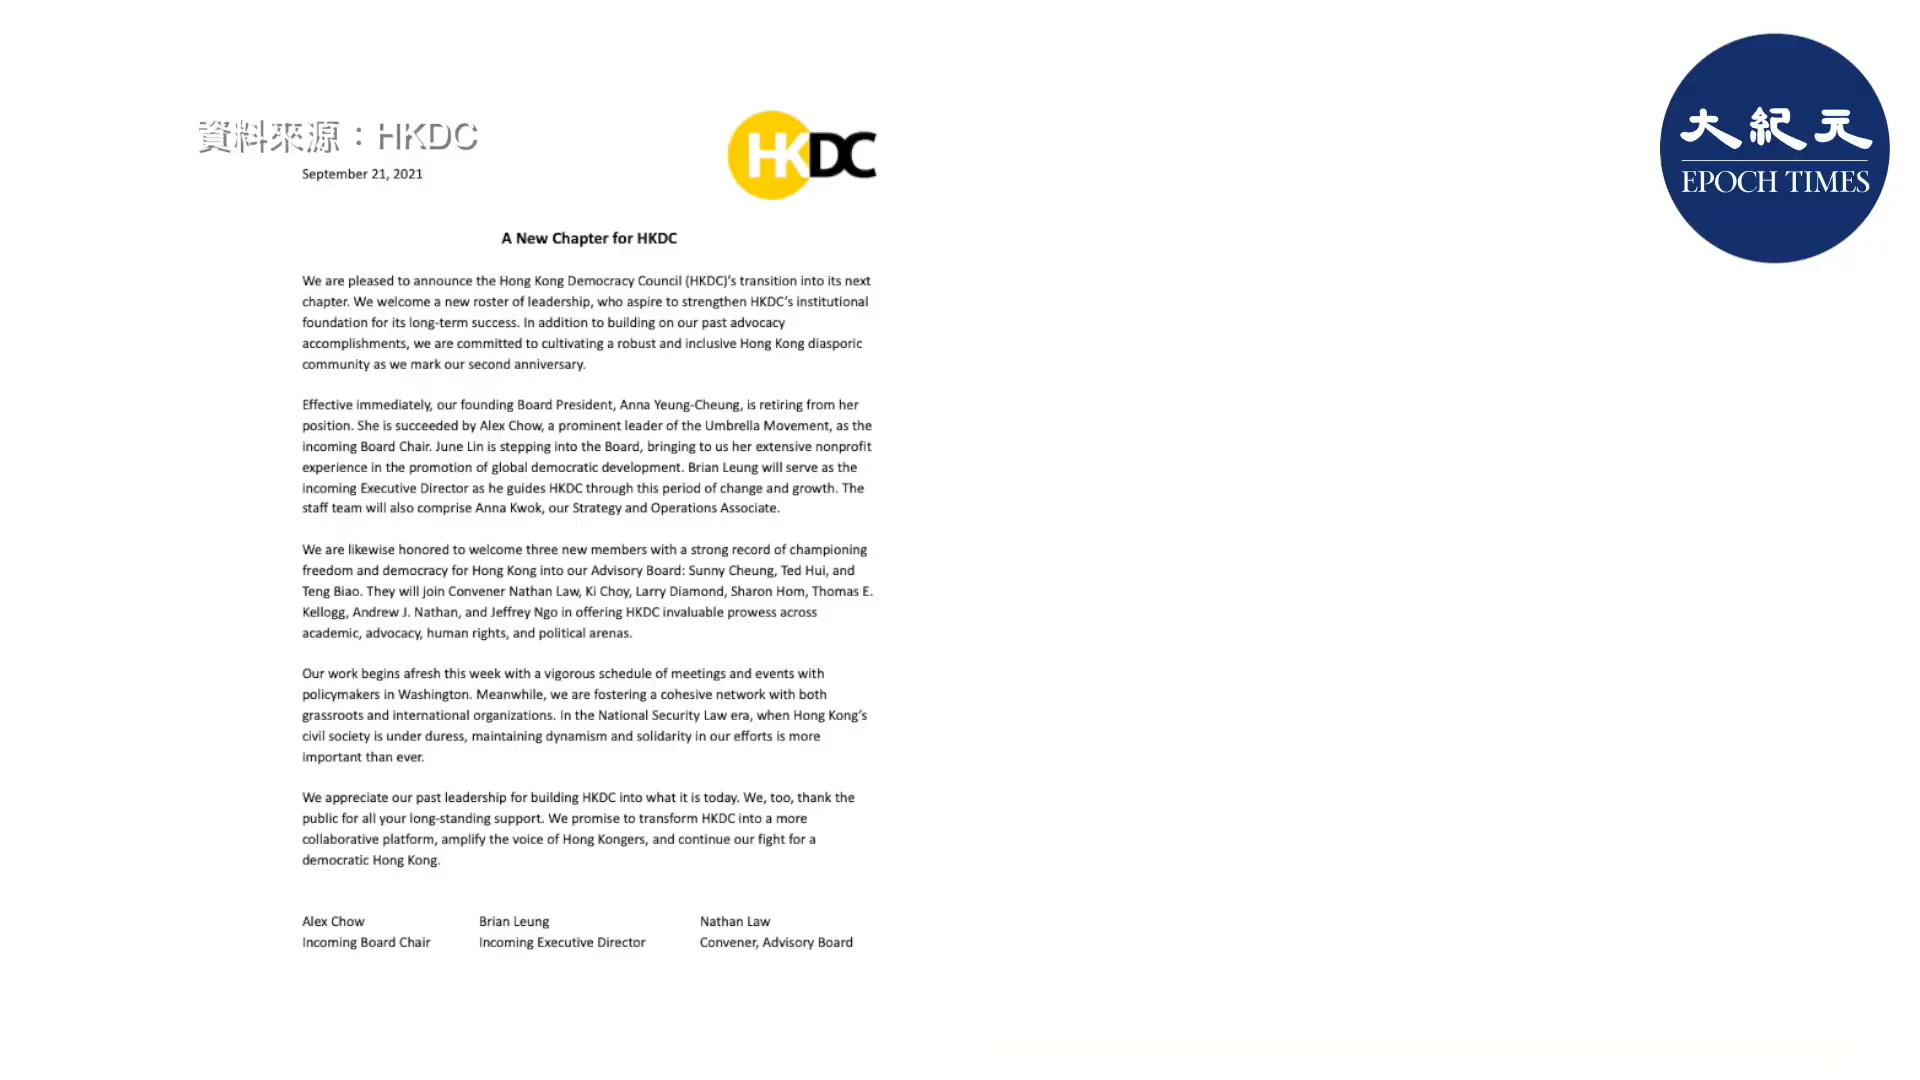 資料來源：HKDC
HKDC
大紀元
EPOCH TIMES
September 21, 2021
A New Chapter for HKDC
We are pleased to announce the Hong Kong Democracy Council (HKDC)'s transition into its next
chapter. We welcome a new roster of leadership, who aspire to strengthen HKDC's institutional
foundation for its long-term success. In addition to building on our past advocacy
accomplishments, we are committed to cultivating a robust and inclusive Hong Kong diasporic
community as we mark our second anniversary.
Effective immediately, our founding Board President, Anna Yeung-Cheung, is retiring from her
position. She is succeeded by Alex Chow, a prominent leader of the Umbrella Movement, as the
incoming Board Chair. June Lin is stepping into the Board, bringing to us her extensive nonprofit
experience in the promotion of global democratic development. Brian Leung will serve as the
incoming Executive Director as he guides HKDC through this period of change and growth. The
staff team will also comprise Anna Kwok, our Strategy and Operations Associate.
We are likewise honored to welcome three new members with a strong record of championing
freedom and democracy for Hong Kong into our Advisory Board: Sunny Cheung, Ted Hui, and
Teng Biao. They will join Convener Nathan Law, Ki Choy, Larry Diamond, Sharon Hom, Thomas E.
Kellogg, Andrew J. Nathan, and Jeffrey Ngo in offering HKDC invaluable prowess across
academic, advocacy, human rights, and political arenas.
Our work begins afresh this week with a vigorous schedule of meetings and events with
policymakers in Washington. Meanwhile, we are fostering a cohesive network with both
grassroots and international organizations. In the National Security Law era, when Hong Kong's
civil society is under duress, maintaining dynamism and solidarity in our efforts is more
important than ever.
We appreciate our past leadership for building HKDC into what it is today. We, too, thank the
public for all your long-standing support. We promise to transform HKDC into a more
collaborative platform, amplify the voice of Hong Kongers, and continue our fight for a
democratic Hong Kong.
Alex Chow Brian Leung Nathan Law
Incoming Board Chair Incoming Executive Director Convener, Advisory Board